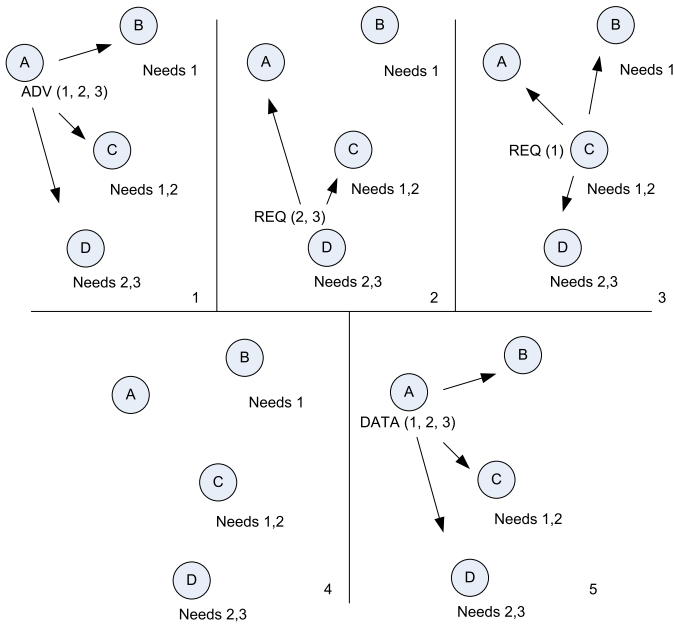 B
A
Needs 1
ADV (1, 2, 3)
C
Needs 1,2
D
Needs 2,3
1
B
A
Needs 1
C
Needs 1,2
REQ (2, 3)
D
Needs 2,3
2
B
A
Needs 1
REQ (1)
C
Needs 1,2
D
Needs 2,3
3
B
A
Needs 1
C
Needs 1,2
D
4
Needs 2,3
B
A
DATA (1, 2, 3)
C
Needs 1,2
D
5
Needs 2,3